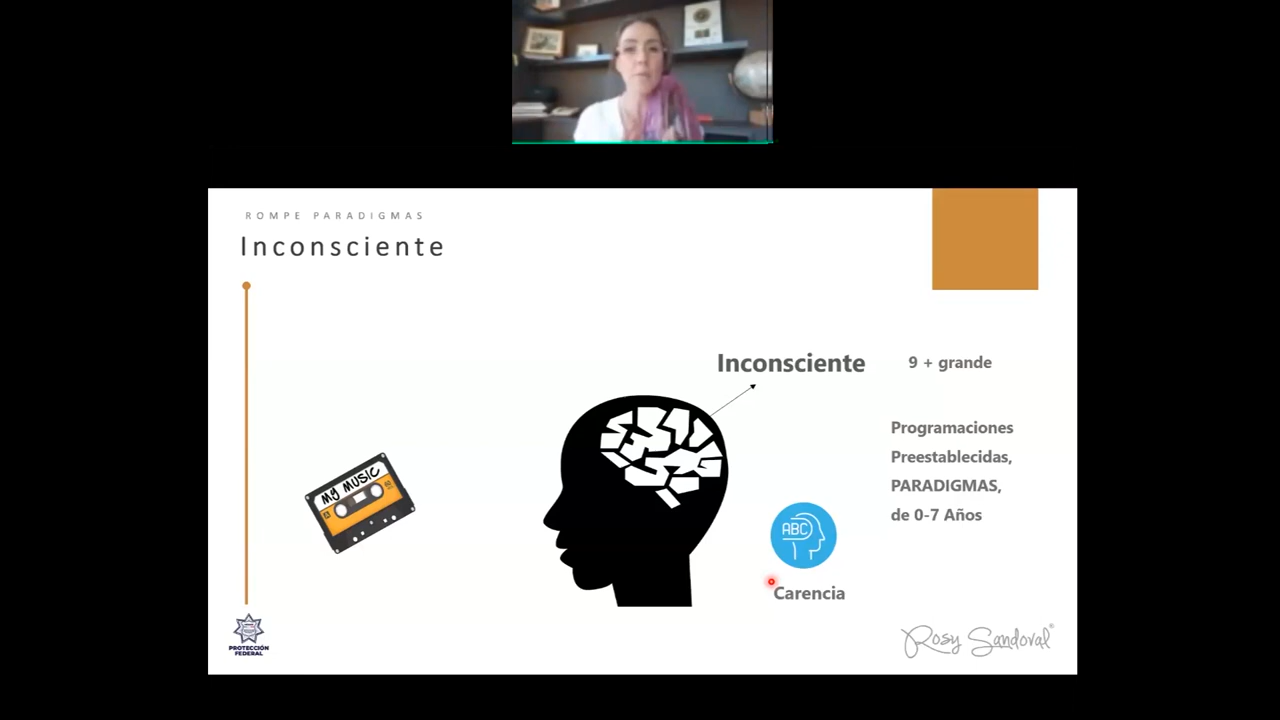 ROMPE PARADIGMAS
Inconsciente
Inconsciente
9 + grande
Programaciones
Preestablecidas,
PARADIGMAS,
de 0-7 Años
MY MUSIC
ABC
Carencia
PROTECCIÓN
FEDERAL
Rosy Sandoval®